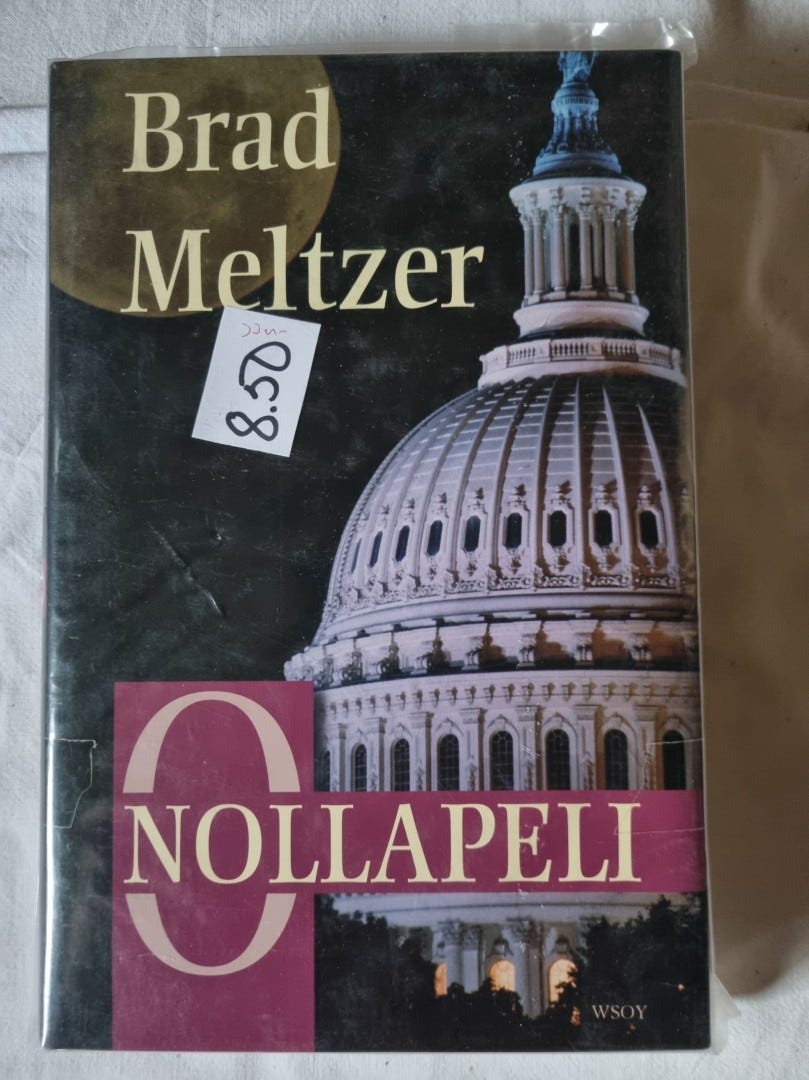 Brad
Meltzer
8.50
0
NOLLAPELI
WSOY